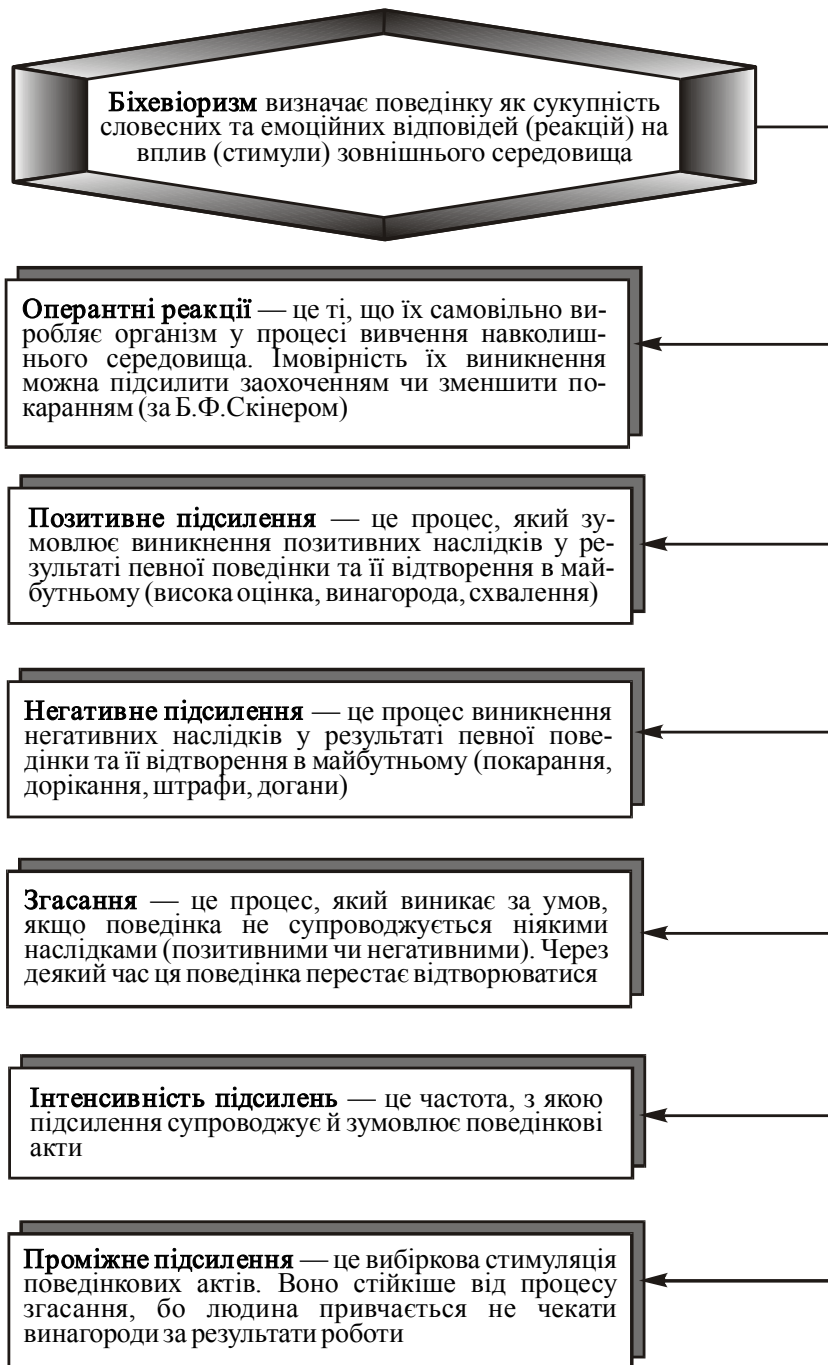 Біхевіоризм визначає поведінку як сукупність
словесних та емоційних відповідей (реакцій) на
вплив (стимули) зовнішнього середовища
Оперантні реакції — це ті, що їх самовільно ви-
робляє організм у процесі вивчення навколиш-
нього середовища. Імовірність їх виникнення
можна підсилити заохоченням чи зменшити по-
каранням (за Б.Ф.Скінером)
Позитивне підсилення — це процес, який зу-
мовлює виникнення позитивних наслідків у ре-
зультаті певної поведінки та її відтворення в май-
бутньому (висока оцінка, винагорода, схвалення)
Негативне підсилення — це процес виникнення
негативних наслідків у результаті певної пове-
дінки та її відтворення в майбутньому (покарання,
дорікання, штрафи, догани)
Згасання — це процес, який виникає за умов,
якщо поведінка не супроводжується ніякими
наслідками (позитивними чи негативними). Через
деякий час ця поведінка перестає відтворюватися
Інтенсивність підсилень — це частота, з якою
підсилення супроводжує й зумовлює поведінкові
акти
Проміжне підсилення — це вибіркова стимуляція
поведінкових актів. Воно стійкіше від процесу
згасання, бо людина привчається не чекати
винагороди за результати роботи